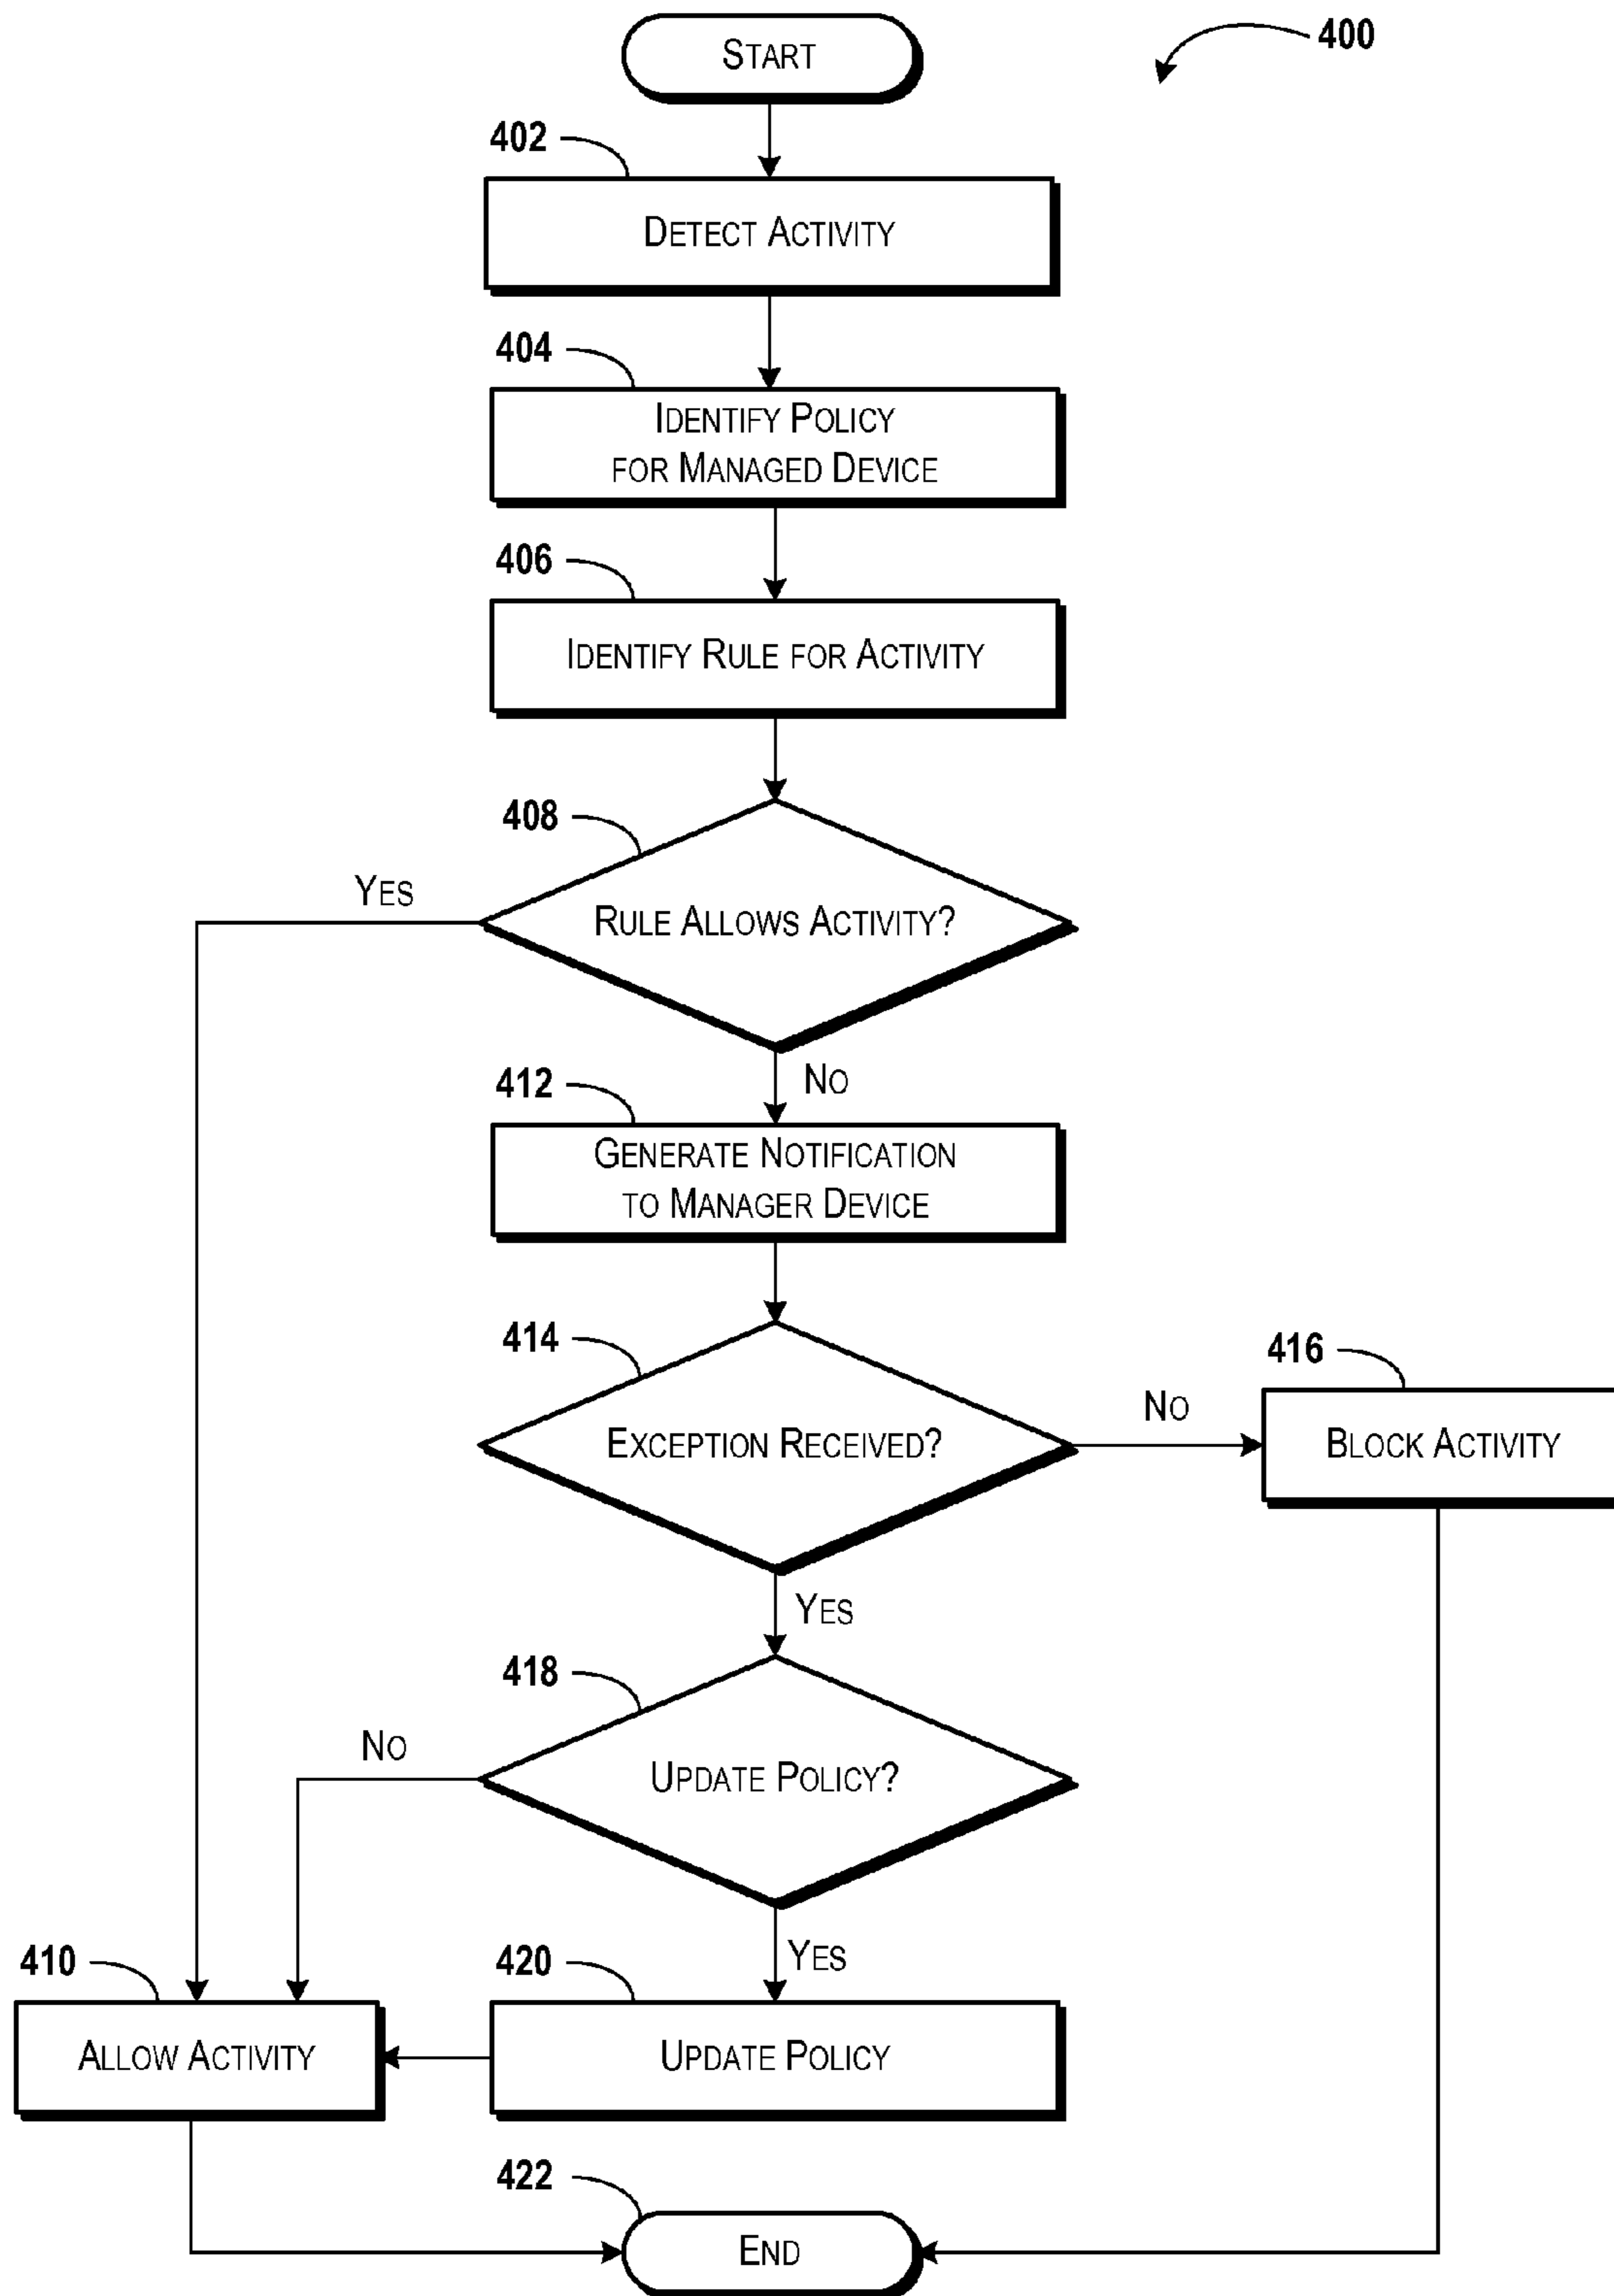 START
400
402
DETECT ACTIVITY
404
IDENTIFY POLICY
FOR MANAGED DEVICE
406
IDENTIFY RULE FOR ACTIVITY
408
YES
RULE ALLOWS ACTIVITY?
NO
412
GENERATE NOTIFICATION
TO MANAGER DEVICE
414
416
NO
EXCEPTION RECEIVED?
BLOCK ACTIVITY
YES
418
NO
UPDATE POLICY?
YES
410
420
ALLOW ACTIVITY
UPDATE POLICY
422
END